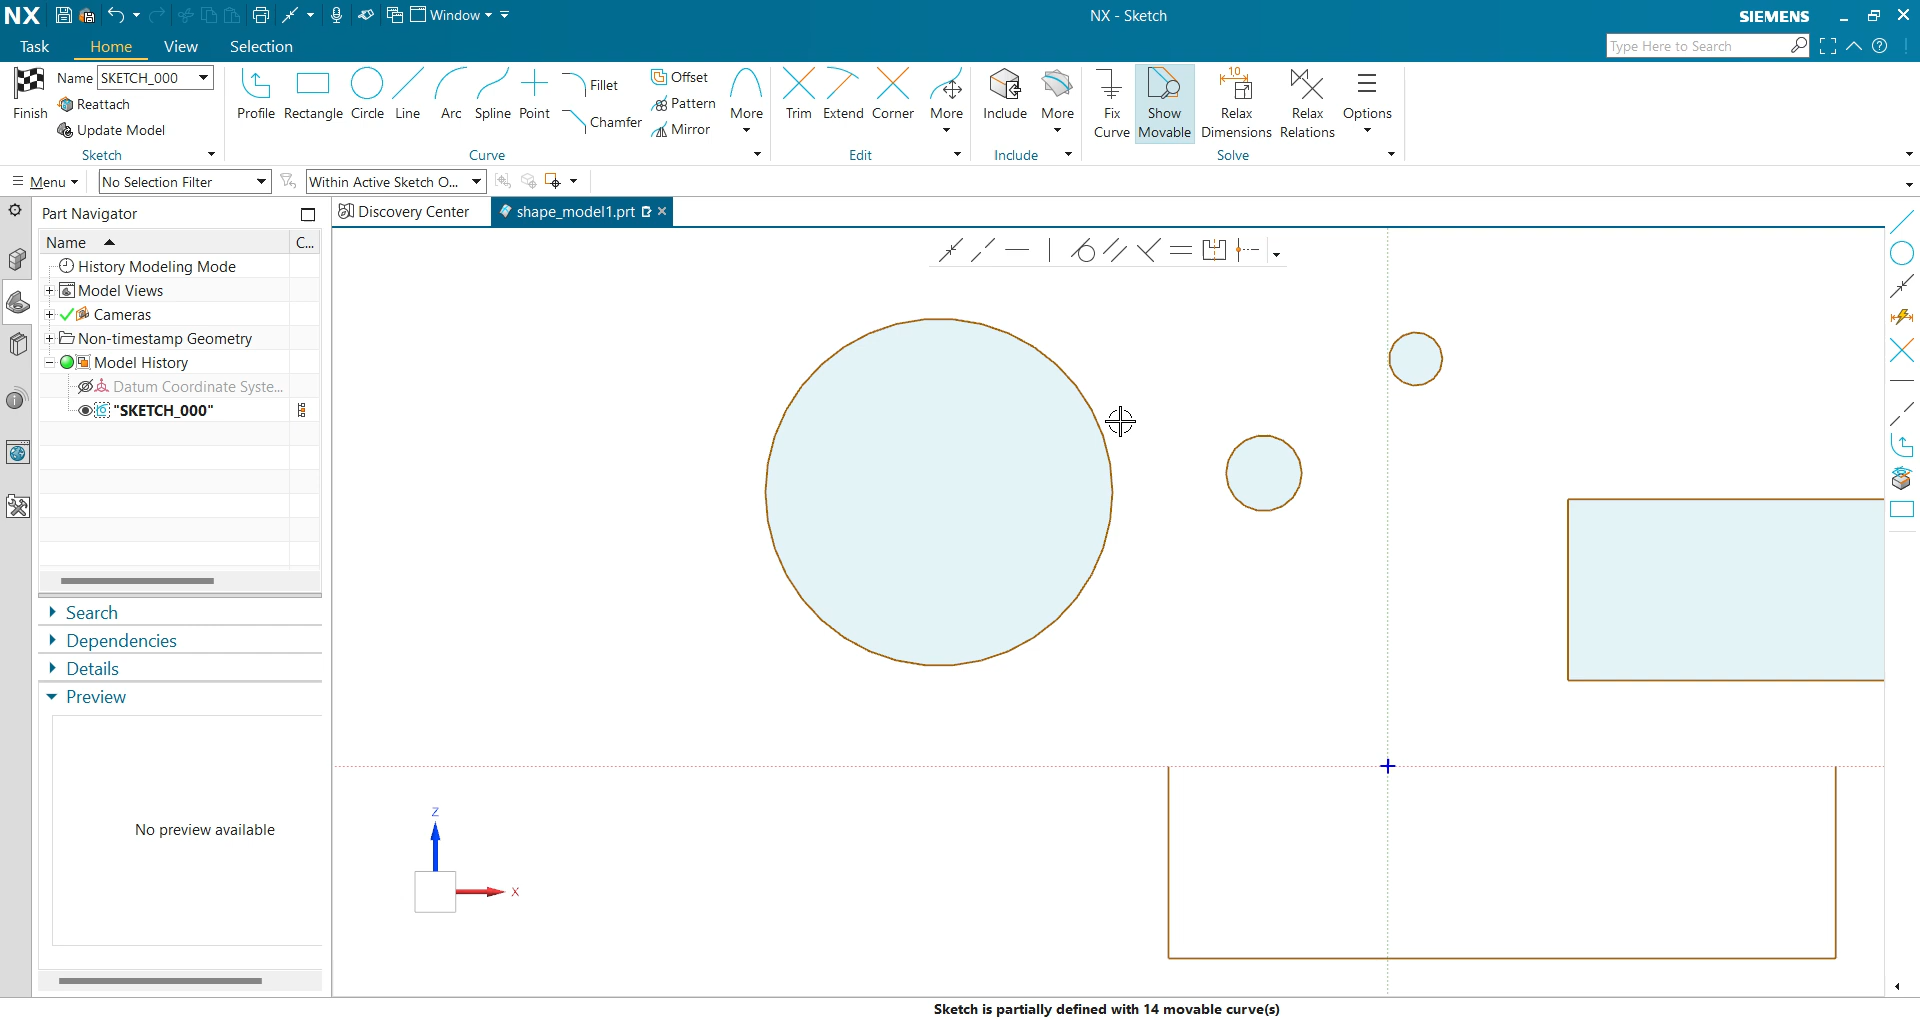 NX Window NX - Sketch SIEMENS
Task Home View Selection Type Here to Search
Finish Name SKETCH_000 Reattach Update Model
Profile Rectangle Circle Line Arc Spline Point Fillet Chamfer Offset Pattern Mirror More
Trim Extend Corner More Include More
Fix Curve Show Movable Relax Dimensions Relax Relations Options
Sketch Curve Edit Include Solve
Menu No Selection Filter Within Active Sketch O...
Part Navigator
Discovery Center shape_model1.prt
Name C...
History Modeling Mode
Model Views
Cameras
Non-timestamp Geometry
Model History
Datum Coordinate Syste...
"SKETCH_000"
Search
Dependencies
Details
Preview
No preview available
Z
X
Sketch is partially defined with 14 movable curve(s)